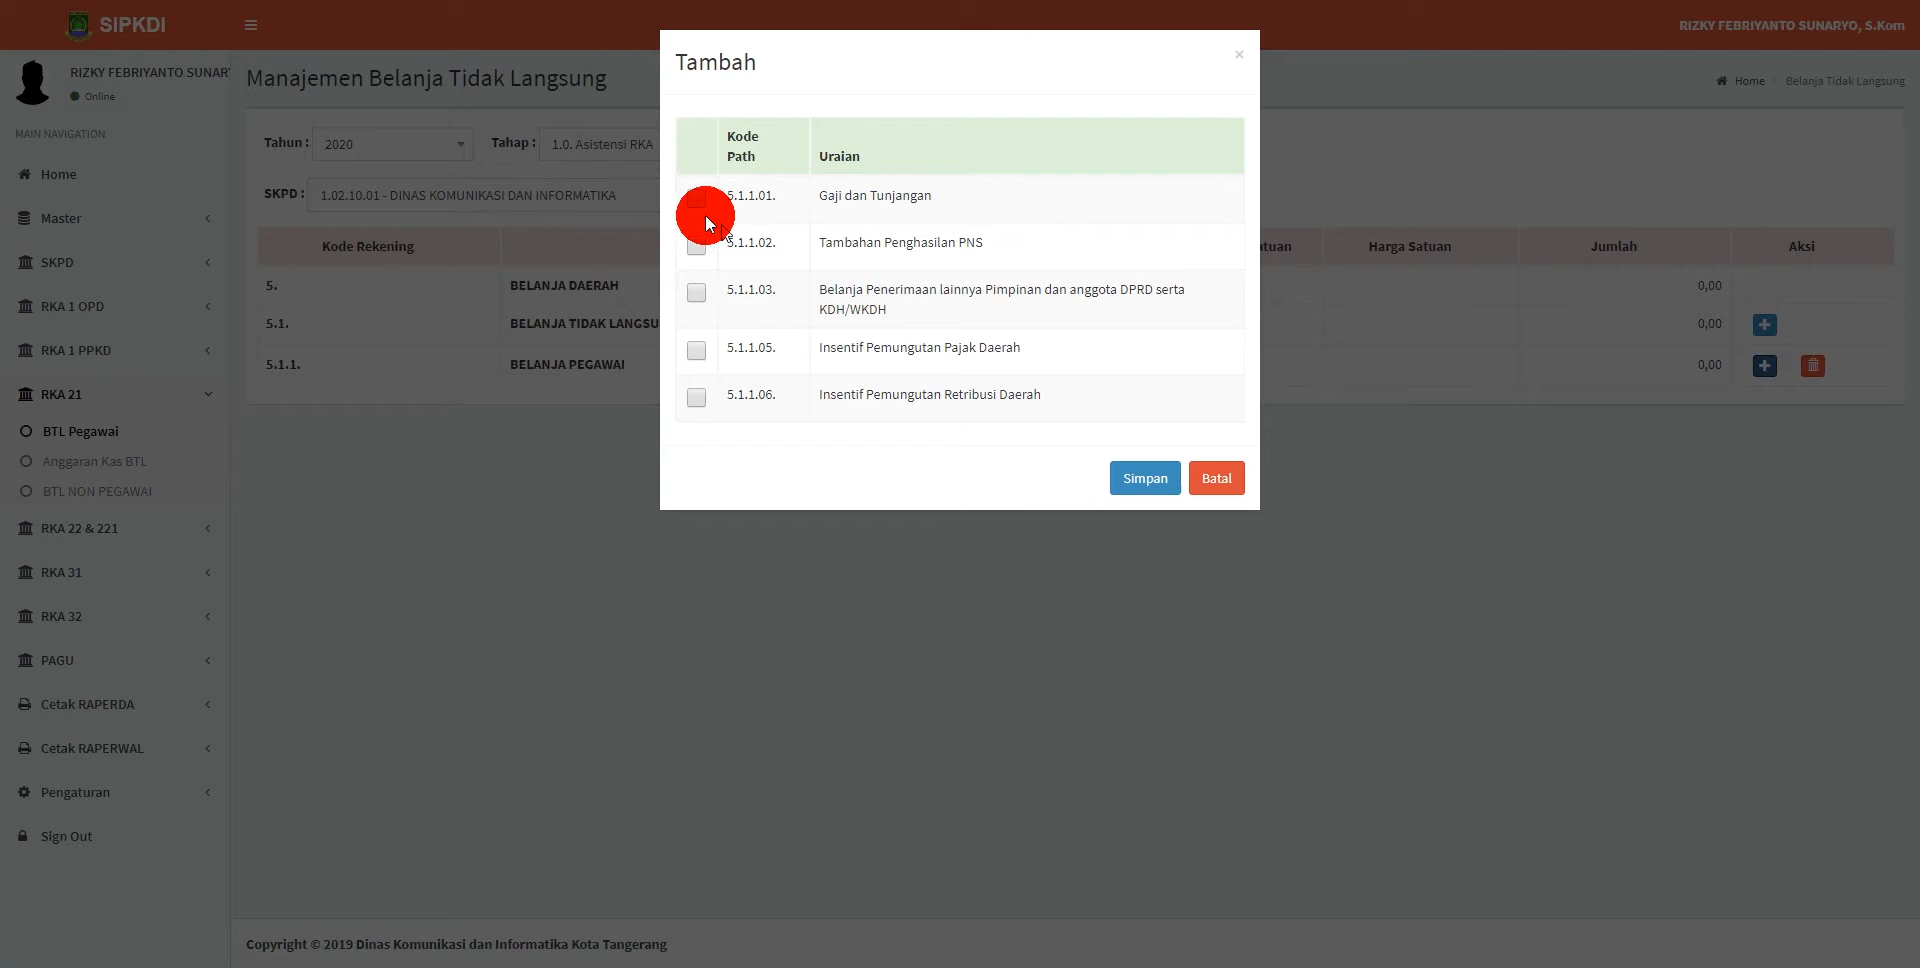 SIPKDI
RIZKY FEBRIYANTO SUNARYO, S.Kom
RIZKY FEBRIYANTO SUNAR
Online
MAIN NAVIGATION
Home
Master
SKPD
RKA 1 OPD
RKA 1 PPKD
RKA 21
BTL Pegawai
Anggaran Kas BTL
BTL NON PEGAWAI
RKA 22 & 221
RKA 31
RKA 32
PAGU
Cetak RAPERDA
Cetak RAPERWAL
Pengaturan
Sign Out
Manajemen Belanja Tidak Langsung
Home
Belanja Tidak Langsung
Tahun :
2020
Tahap :
1.0. Asistensi RKA
SKPD :
1.02.10.01 - DINAS KOMUNIKASI DAN INFORMATIKA
Kode Rekening
tuan
Harga Satuan
Jumlah
Aksi
5.
BELANJA DAERAH
0,00
5.1.
BELANJA TIDAK LANGSU
0,00
5.1.1.
BELANJA PEGAWAI
0,00
Tambah
×
Kode
Path
Uraian
5.1.1.01.
Gaji dan Tunjangan
5.1.1.02.
Tambahan Penghasilan PNS
5.1.1.03.
Belanja Penerimaan lainnya Pimpinan dan anggota DPRD serta
KDH/WKDH
5.1.1.05.
Insentif Pemungutan Pajak Daerah
5.1.1.06.
Insentif Pemungutan Retribusi Daerah
Simpan
Batal
Copyright © 2019 Dinas Komunikasi dan Informatika Kota Tangerang